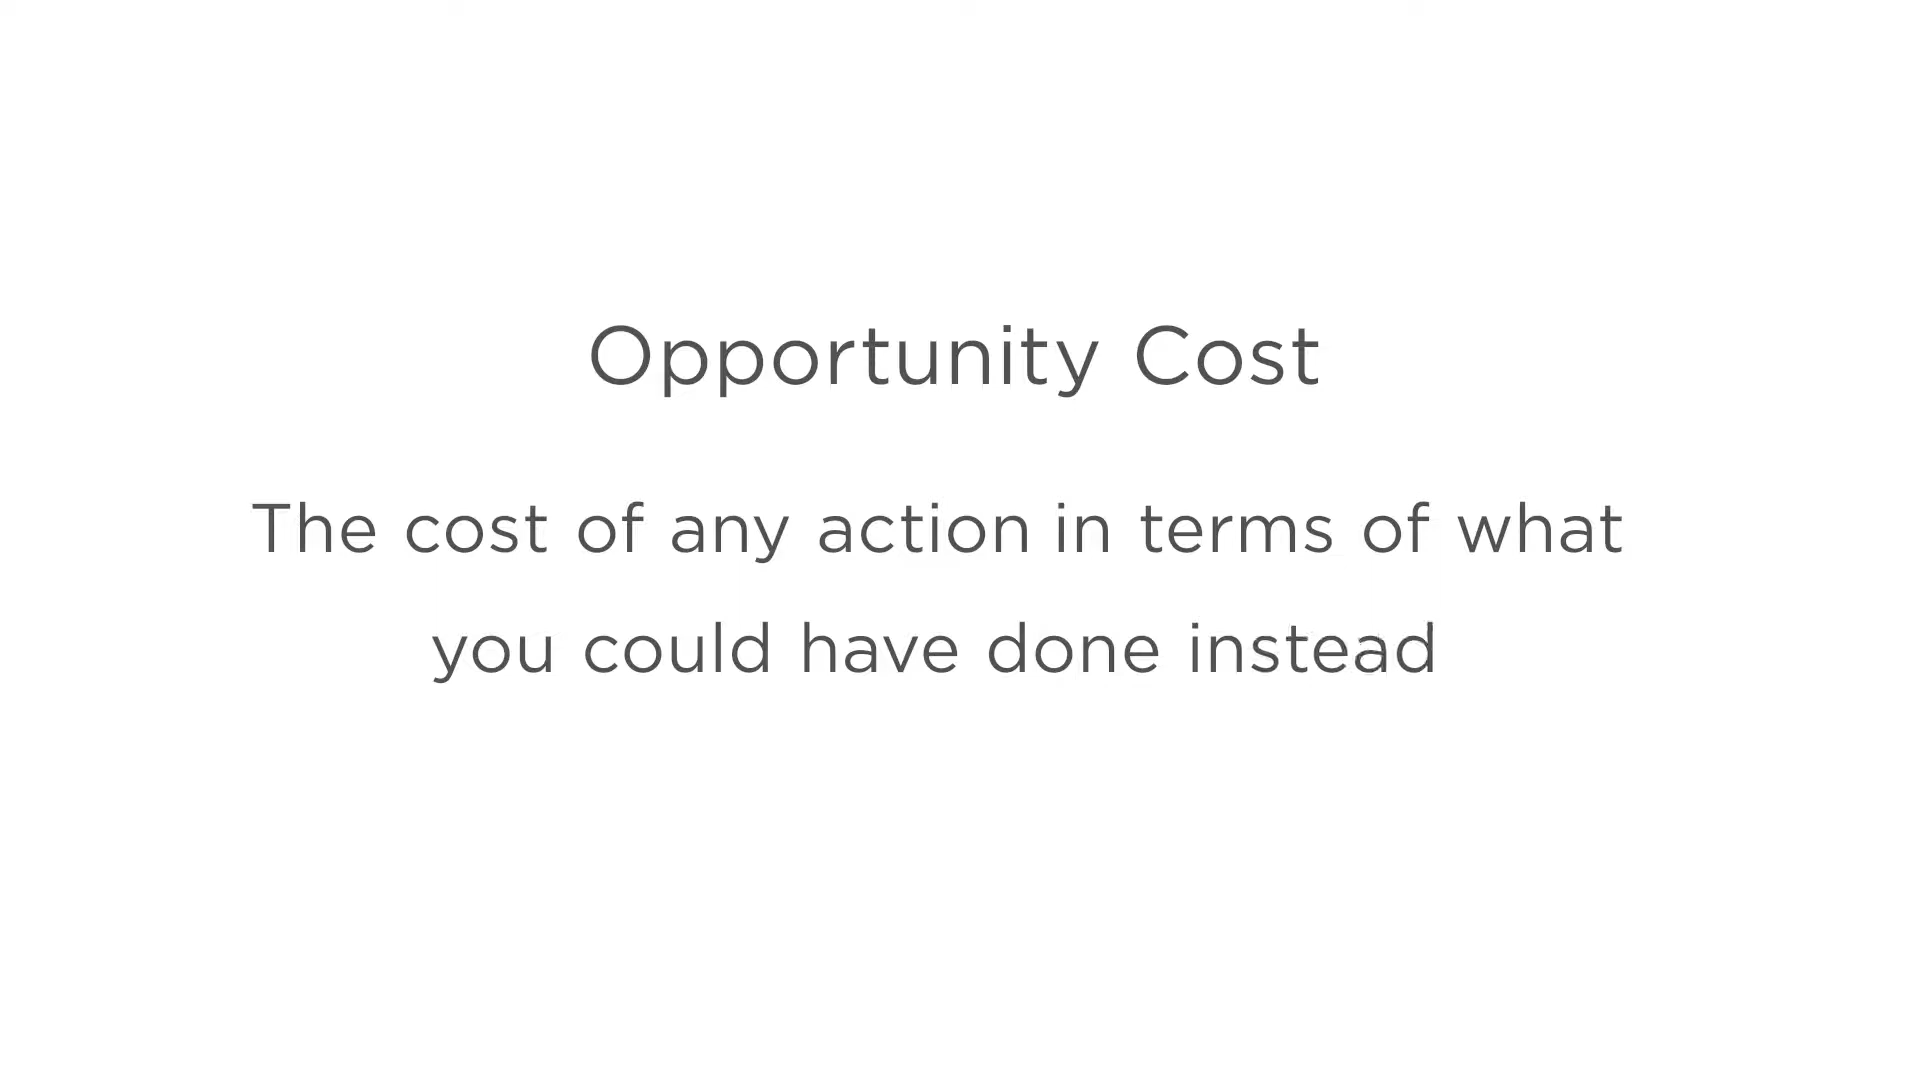 Opportunity Cost
The cost of any action in terms of what
you could have done instead